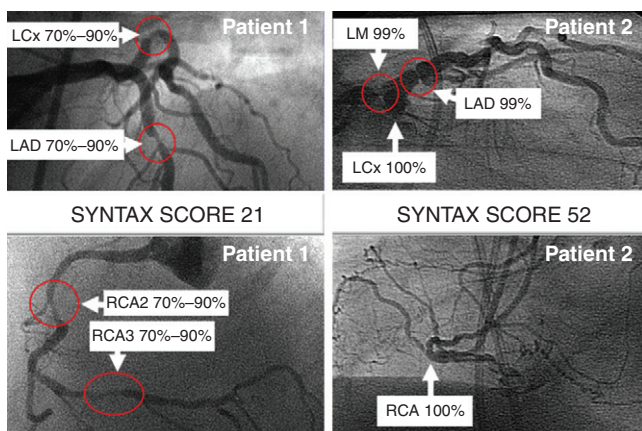 Patient 1
LCx 70%–90%
LAD 70%–90%
Patient 2
LM 99%
LAD 99%
LCx 100%
SYNTAX SCORE 21
SYNTAX SCORE 52
Patient 1
RCA2 70%–90%
RCA3 70%–90%
Patient 2
RCA 100%